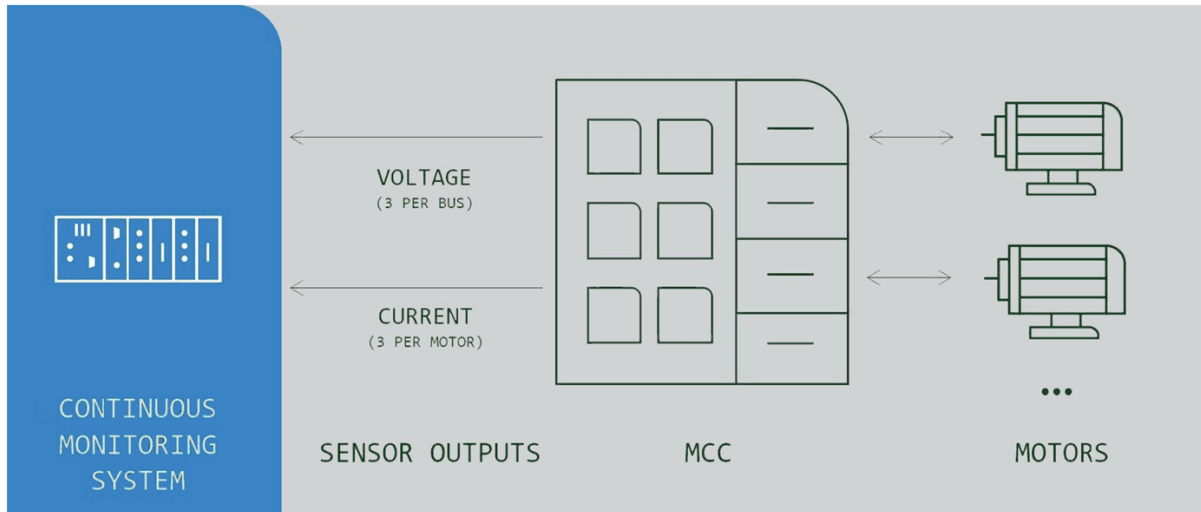 VOLTAGE
(3 PER BUS)
CURRENT
(3 PER MOTOR)
CONTINUOUS
MONITORING
SYSTEM
SENSOR OUTPUTS
MCC
MOTORS